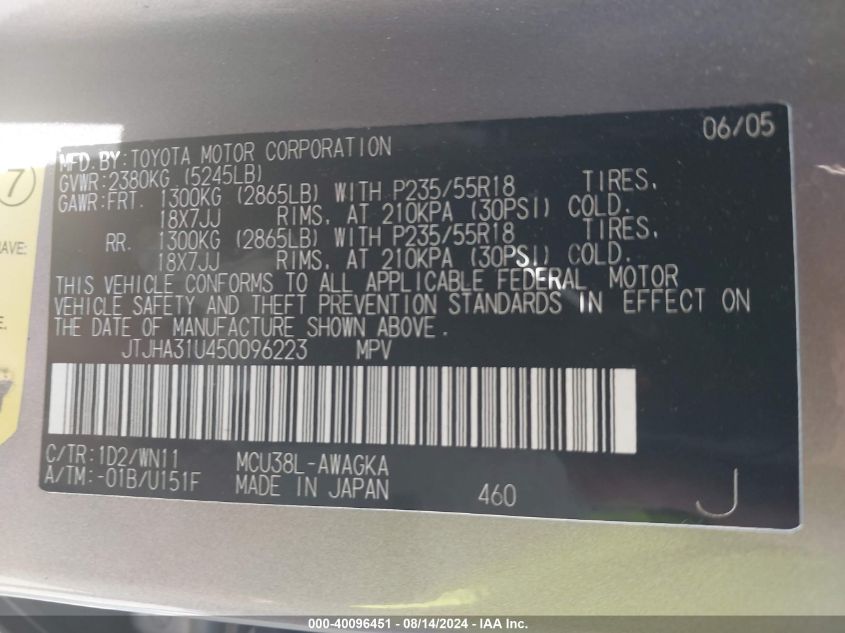 06/05
MFD.BY:TOYOTA MOTOR CORPORATION
GVWR:2380KG (5245LB)
GAWR:FRT. 1300KG (2865LB) WITH P235/55R18 TIRES,
18X7JJ RIMS, AT 210KPA (30PSI) COLD.
RR. 1300KG (2865LB) WITH P235/55R18 TIRES,
18X7JJ RIMS, AT 210KPA (30PSI) COLD.
THIS VEHICLE CONFORMS TO ALL APPLICABLE FEDERAL MOTOR
VEHICLE SAFETY AND THEFT PREVENTION STANDARDS IN EFFECT ON
THE DATE OF MANUFACTURE SHOWN ABOVE.
JTJHA31U450096223 MPV
C/TR:1D2/WN11 MCU38L-AWAGKA
A/TM:-01B/U151F MADE IN JAPAN 460 J
7
AVE:
000-40096451 - 08/14/2024 - IAA Inc.